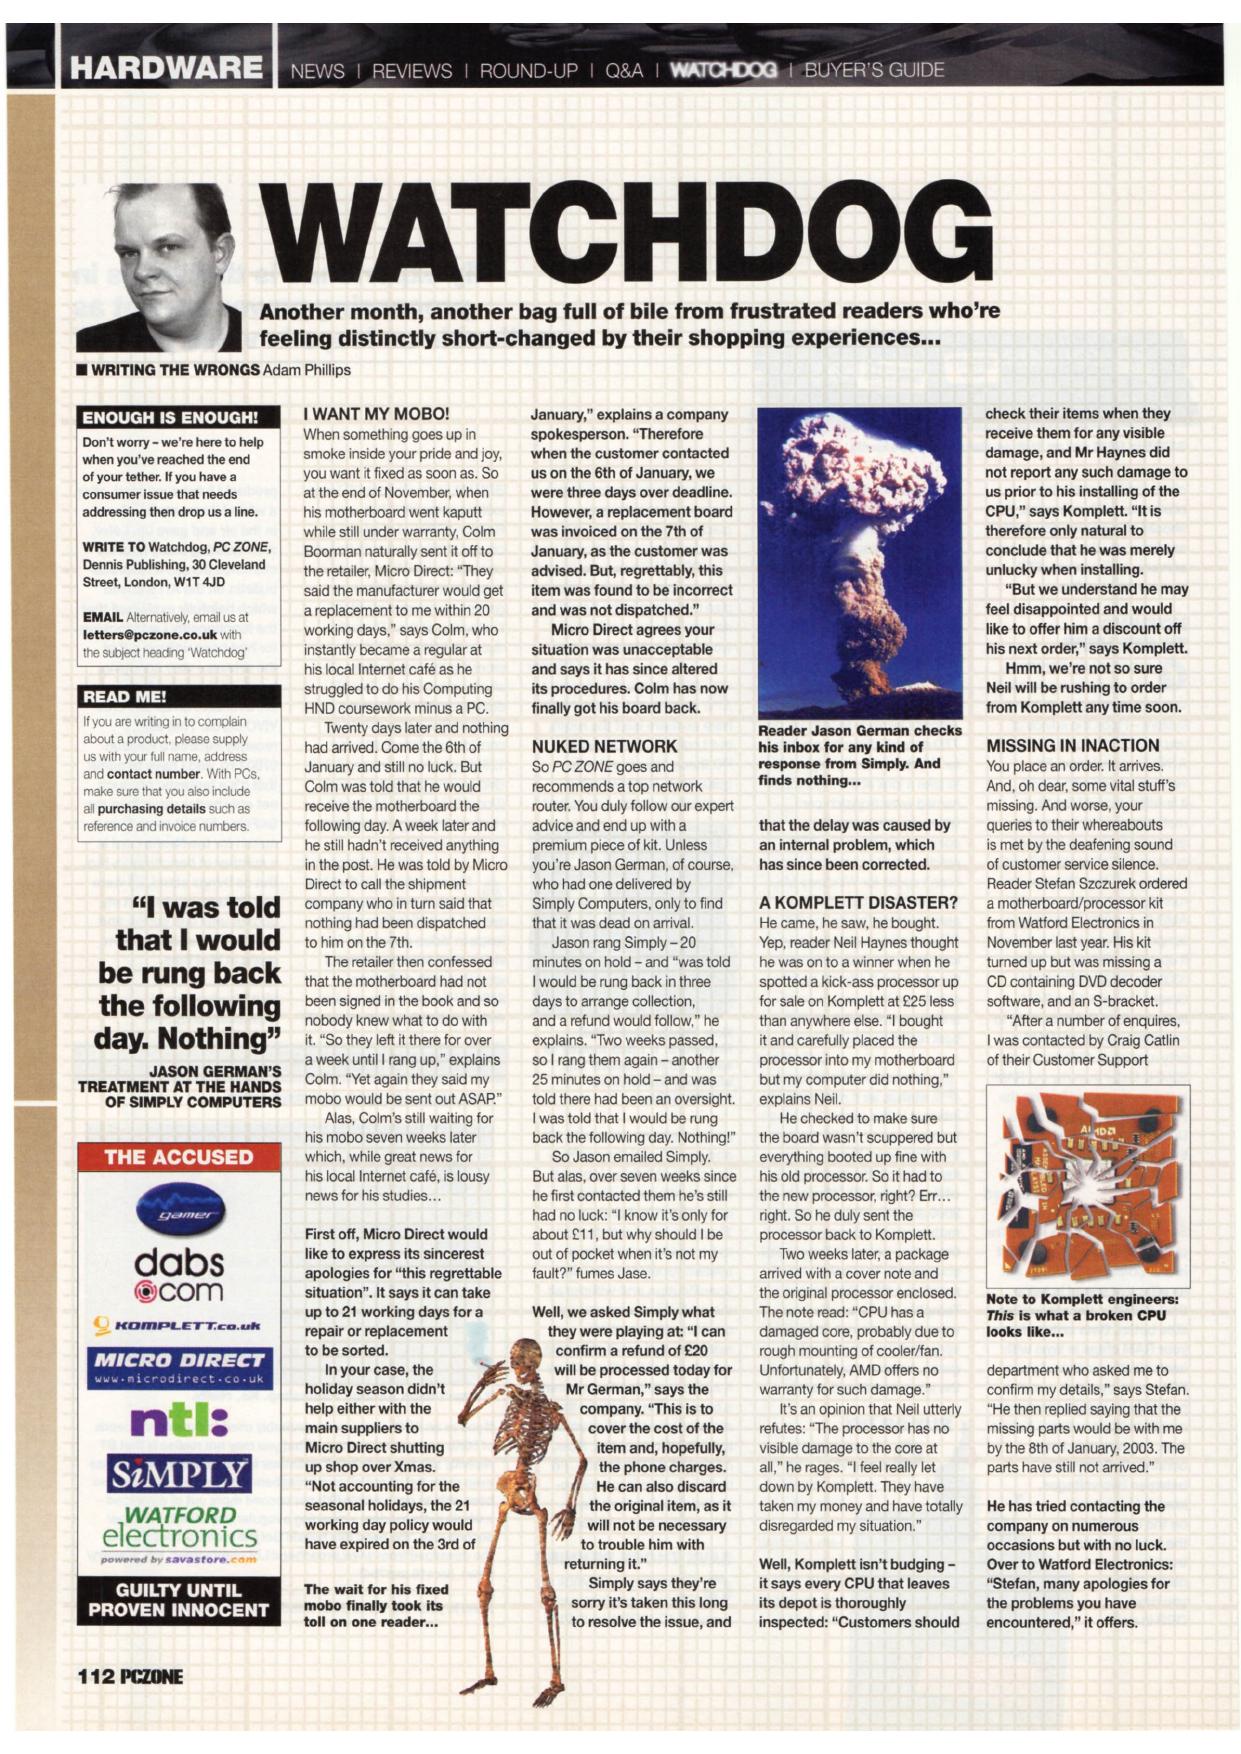 HARDWARE
NEWS | REVIEWS | ROUND-UP | Q&A | WATCHDOG | BUYER'S GUIDE
WATCHDOG
Another month, another bag full of bile from frustrated readers who're
feeling distinctly short-changed by their shopping experiences...
■ WRITING THE WRONGS Adam Phillips
ENOUGH IS ENOUGH!
Don't worry – we're here to help
when you've reached the end
of your tether. If you have a
consumer issue that needs
addressing then drop us a line.
WRITE TO Watchdog, PC ZONE,
Dennis Publishing, 30 Cleveland
Street, London, W1T 4JD
EMAIL Alternatively, email us at
letters@pczone.co.uk with
the subject heading 'Watchdog'
READ ME!
If you are writing in to complain
about a product, please supply
us with your full name, address
and contact number. With PCs,
make sure that you also include
all purchasing details such as
reference and invoice numbers.
"I was told
that I would
be rung back
the following
day. Nothing"
JASON GERMAN'S
TREATMENT AT THE HANDS
OF SIMPLY COMPUTERS
THE ACCUSED
gamer
dabs
.com
KOMPLETT.co.uk
MICRO DIRECT
www.microdirect.co.uk
ntl:
SiMPLY
WATFORD
electronics
powered by savastore.com
GUILTY UNTIL
PROVEN INNOCENT
I WANT MY MOBO!
When something goes up in
smoke inside your pride and joy,
you want it fixed as soon as. So
at the end of November, when
his motherboard went kaputt
while still under warranty, Colm
Boorman naturally sent it off to
the retailer, Micro Direct: "They
said the manufacturer would get
a replacement to me within 20
working days," says Colm, who
instantly became a regular at
his local Internet café as he
struggled to do his Computing
HND coursework minus a PC.
Twenty days later and nothing
had arrived. Come the 6th of
January and still no luck. But
Colm was told that he would
receive the motherboard the
following day. A week later and
he still hadn't received anything
in the post. He was told by Micro
Direct to call the shipment
company who in turn said that
nothing had been dispatched
to him on the 7th.
The retailer then confessed
that the motherboard had not
been signed in the book and so
nobody knew what to do with
it. "So they left it there for over
a week until I rang up," explains
Colm. "Yet again they said my
mobo would be sent out ASAP."
Alas, Colm's still waiting for
his mobo seven weeks later
which, while great news for
his local Internet café, is lousy
news for his studies...
First off, Micro Direct would
like to express its sincerest
apologies for "this regrettable
situation". It says it can take
up to 21 working days for a
repair or replacement
to be sorted.
In your case, the
holiday season didn't
help either with the
main suppliers to
Micro Direct shutting
up shop over Xmas.
"Not accounting for the
seasonal holidays, the 21
working day policy would
have expired on the 3rd of
The wait for his fixed
mobo finally took its
toll on one reader...
January," explains a company
spokesperson. "Therefore
when the customer contacted
us on the 6th of January, we
were three days over deadline.
However, a replacement board
was invoiced on the 7th of
January, as the customer was
advised. But, regrettably, this
item was found to be incorrect
and was not dispatched."
Micro Direct agrees your
situation was unacceptable
and says it has since altered
its procedures. Colm has now
finally got his board back.
NUKED NETWORK
So PC ZONE goes and
recommends a top network
router. You duly follow our expert
advice and end up with a
premium piece of kit. Unless
you're Jason German, of course,
who had one delivered by
Simply Computers, only to find
that it was dead on arrival.
Jason rang Simply – 20
minutes on hold – and "was told
I would be rung back in three
days to arrange collection,
and a refund would follow," he
explains. "Two weeks passed,
so I rang them again – another
25 minutes on hold – and was
told there had been an oversight.
I was told that I would be rung
back the following day. Nothing!"
So Jason emailed Simply.
But alas, over seven weeks since
he first contacted them he's still
had no luck: "I know it's only for
about £11, but why should I be
out of pocket when it's not my
fault?" fumes Jase.
Well, we asked Simply what
they were playing at: "I can
confirm a refund of £20
will be processed today for
Mr German," says the
company. "This is to
cover the cost of the
item and, hopefully,
the phone charges.
He can also discard
the original item, as it
will not be necessary
to trouble him with
returning it."
Simply says they're
sorry it's taken this long
to resolve the issue, and
Reader Jason German checks
his inbox for any kind of
response from Simply. And
finds nothing...
that the delay was caused by
an internal problem, which
has since been corrected.
A KOMPLETT DISASTER?
He came, he saw, he bought.
Yep, reader Neil Haynes thought
he was on to a winner when he
spotted a kick-ass processor up
for sale on Komplett at £25 less
than anywhere else. "I bought
it and carefully placed the
processor into my motherboard
but my computer did nothing,"
explains Neil.
He checked to make sure
the board wasn't scuppered but
everything booted up fine with
his old processor. So it had to
the new processor, right? Err...
right. So he duly sent the
processor back to Komplett.
Two weeks later, a package
arrived with a cover note and
the original processor enclosed.
The note read: "CPU has a
damaged core, probably due to
rough mounting of cooler/fan.
Unfortunately, AMD offers no
warranty for such damage."
It's an opinion that Neil utterly
refutes: "The processor has no
visible damage to the core at
all," he rages. "I feel really let
down by Komplett. They have
taken my money and have totally
disregarded my situation."
Well, Komplett isn't budging –
it says every CPU that leaves
its depot is thoroughly
inspected: "Customers should
check their items when they
receive them for any visible
damage, and Mr Haynes did
not report any such damage to
us prior to his installing of the
CPU," says Komplett. "It is
therefore only natural to
conclude that he was merely
unlucky when installing.
"But we understand he may
feel disappointed and would
like to offer him a discount off
his next order," says Komplett.
Hmm, we're not so sure
Neil will be rushing to order
from Komplett any time soon.
MISSING IN INACTION
You place an order. It arrives.
And, oh dear, some vital stuff's
missing. And worse, your
queries to their whereabouts
is met by the deafening sound
of customer service silence.
Reader Stefan Szczurek ordered
a motherboard/processor kit
from Watford Electronics in
November last year. His kit
turned up but was missing a
CD containing DVD decoder
software, and an S-bracket.
"After a number of enquires,
I was contacted by Craig Catlin
of their Customer Support
AMD
Note to Komplett engineers:
This is what a broken CPU
looks like...
department who asked me to
confirm my details," says Stefan.
"He then replied saying that the
missing parts would be with me
by the 8th of January, 2003. The
parts have still not arrived."
He has tried contacting the
company on numerous
occasions but with no luck.
Over to Watford Electronics:
"Stefan, many apologies for
the problems you have
encountered," it offers.
112 PCZONE